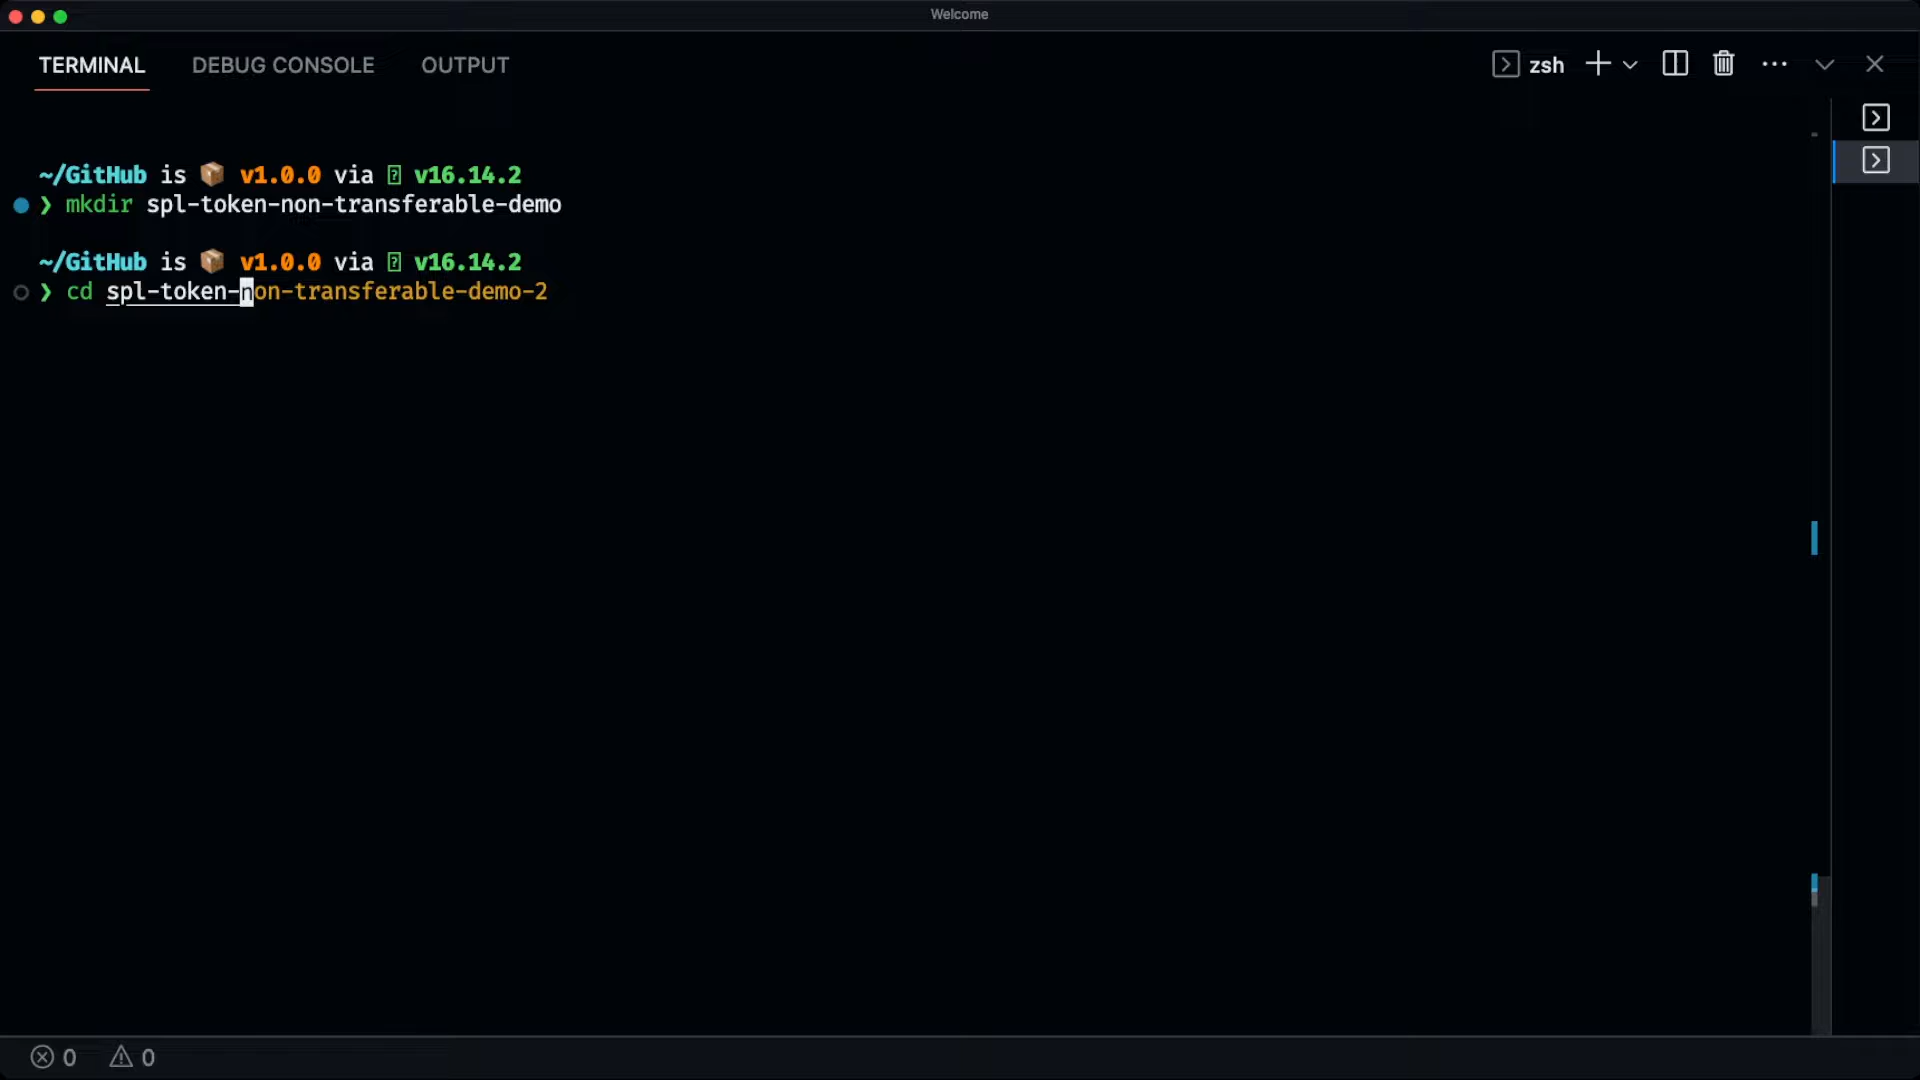 Welcome
TERMINAL DEBUG CONSOLE OUTPUT zsh
~/GitHub is 📦 v1.0.0 via v16.14.2
❯ mkdir spl-token-non-transferable-demo
~/GitHub is 📦 v1.0.0 via v16.14.2
❯ cd spl-token-non-transferable-demo-2
0 0